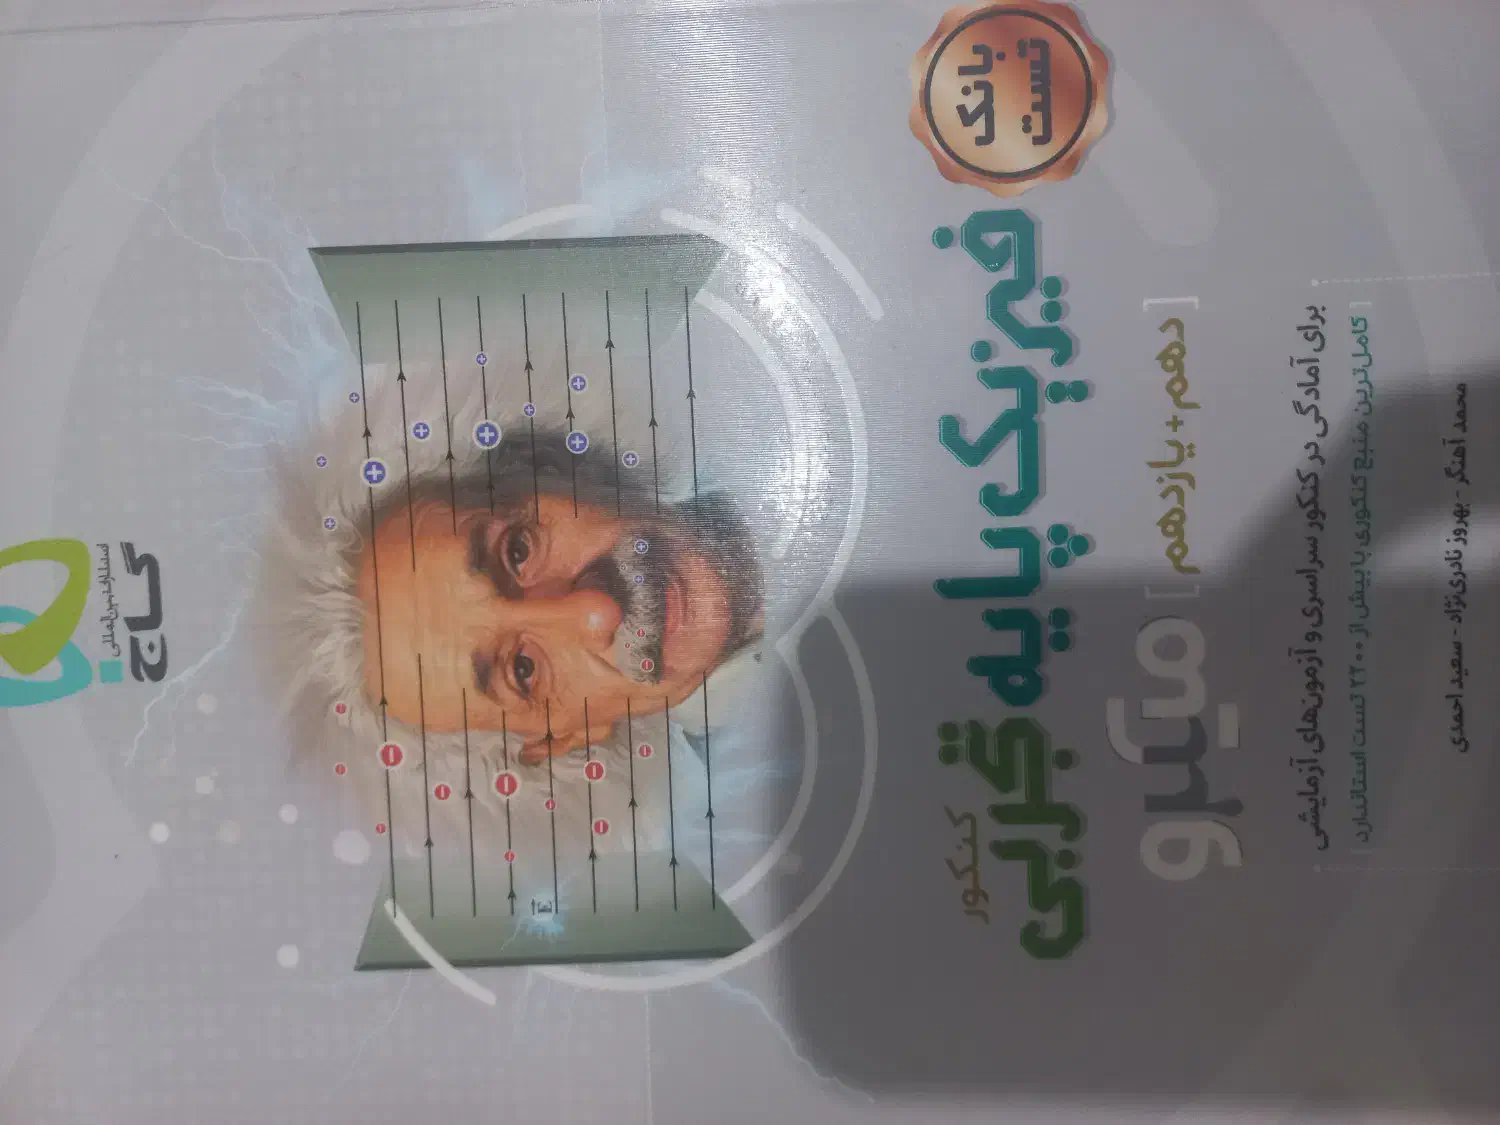 گاج
انتشارات بین‌المللی
E
بانک
تست
فیزیک پایه تجربی
کنکور
[ دهم + یازدهم ]
میکرو
برای آمادگی در کنکور سراسری و آزمون‌های آزمایشی
[ کامل‌ترین منبع کنکوری با بیش از ۲۲۰۰ تست استاندارد ]
محمد آهنگر - بهروز نادری‌نژاد - سعید احمدی